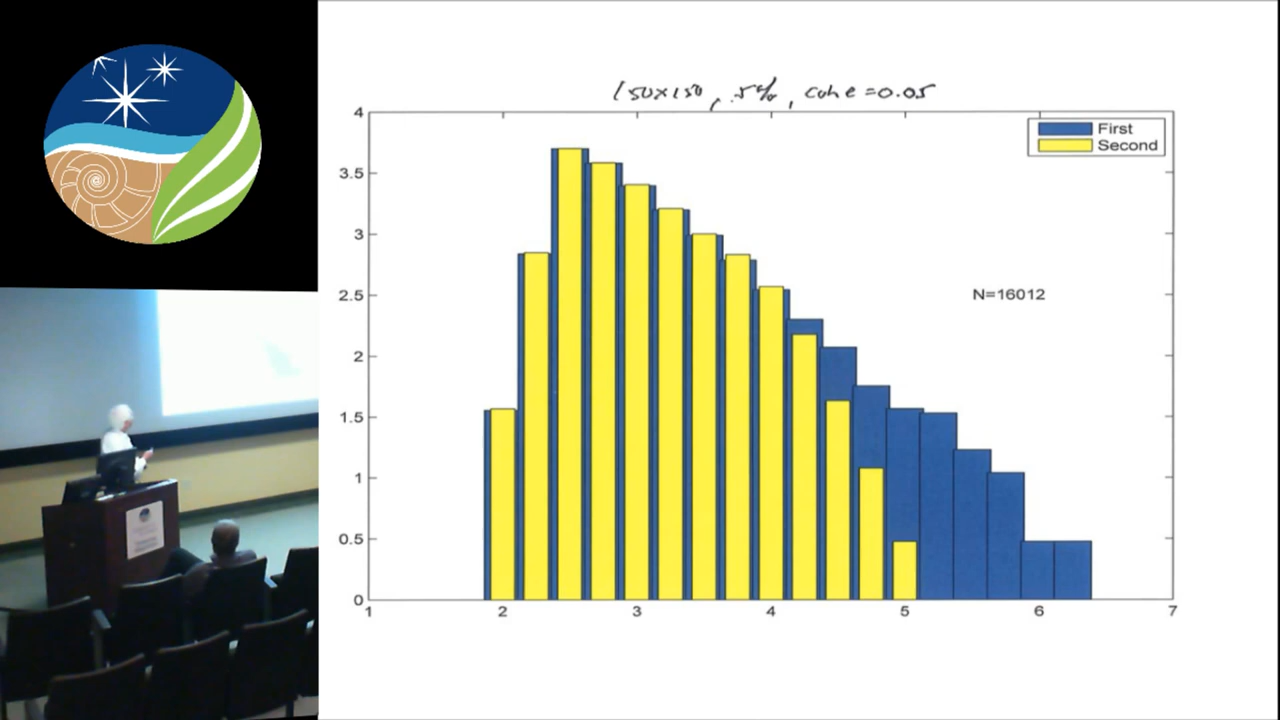 150x150, .5%, cohe=0.05
4
First
Second
3.5
3
2.5
N=16012
2
1.5
1
0.5
0
1 2 3 4 5 6 7